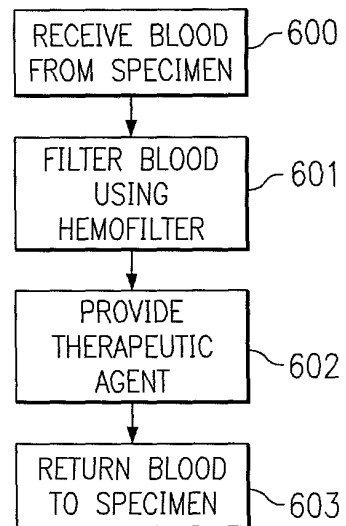 RECEIVE BLOOD
FROM SPECIMEN
600
FILTER BLOOD
USING
HEMOFILTER
601
PROVIDE
THERAPEUTIC
AGENT
602
RETURN BLOOD
TO SPECIMEN
603